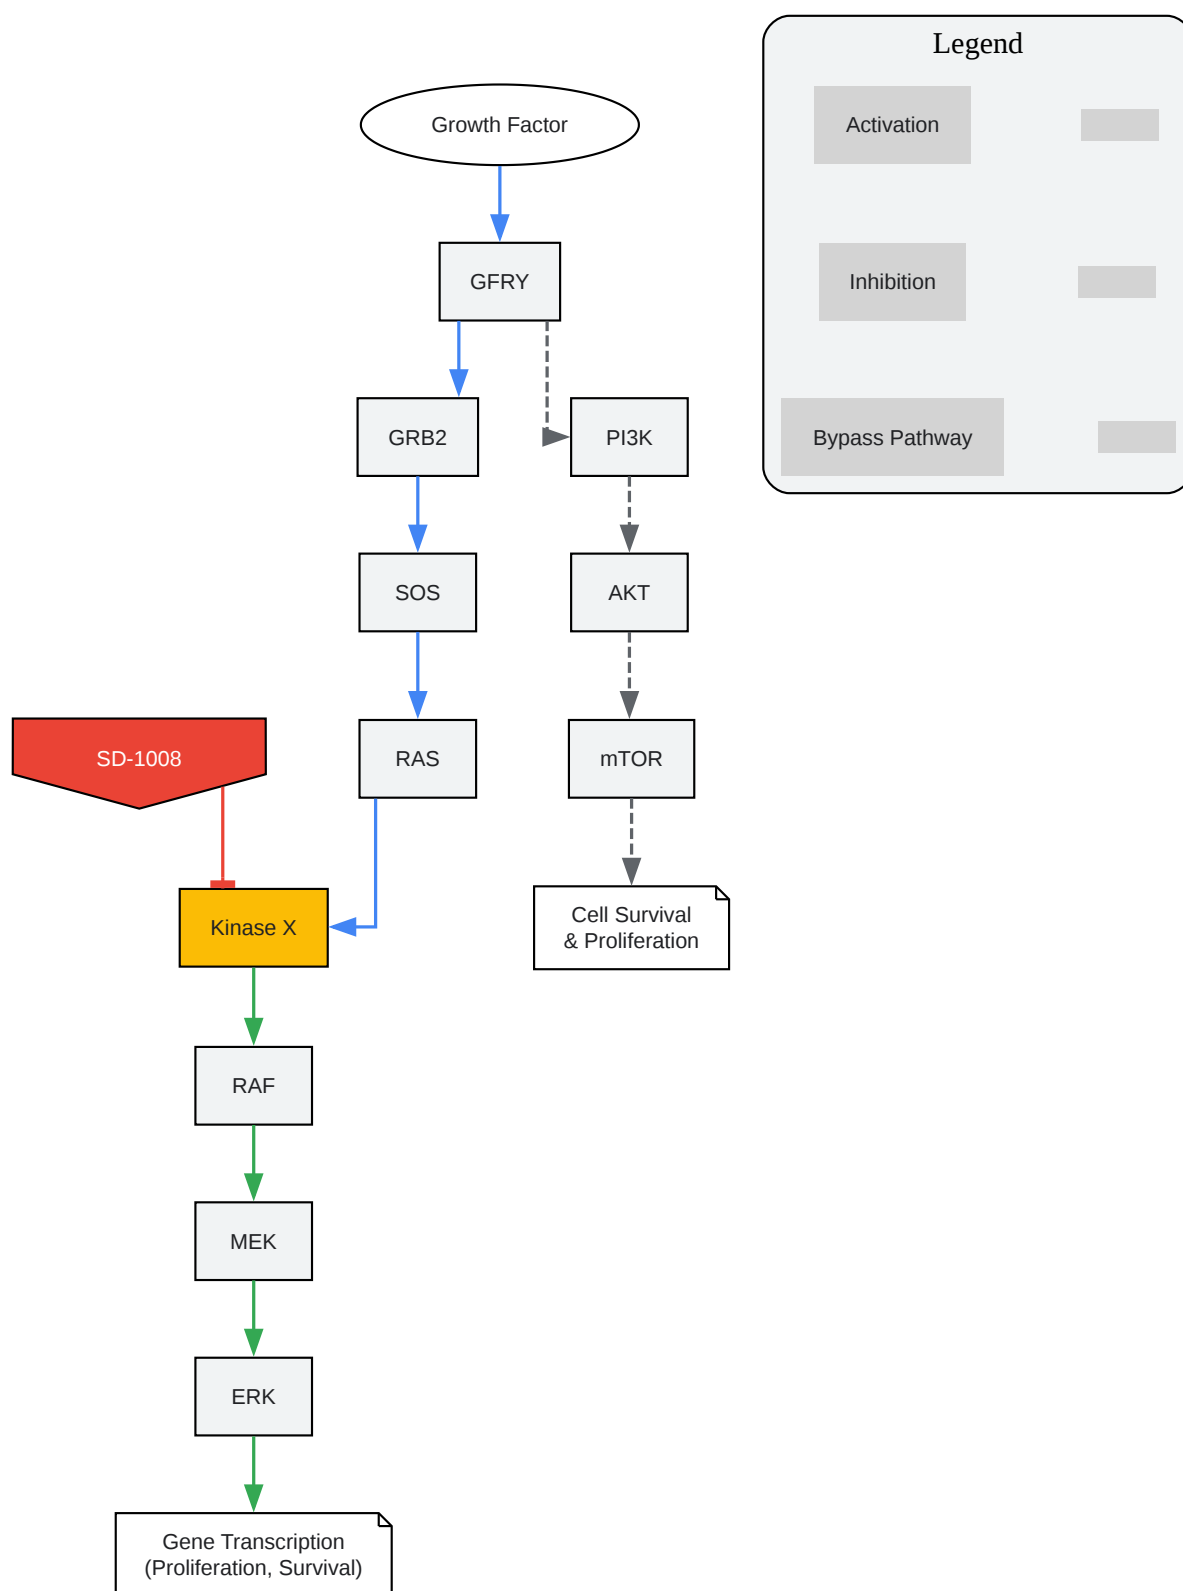 Legend
Growth Factor
Activation
GFRY
Inhibition
GRB2
PI3K
Bypass Pathway
SOS
AKT
SD-1008
RAS
mTOR
Kinase X
Cell Survival
& Proliferation
RAF
MEK
ERK
Gene Transcription
(Proliferation, Survival)